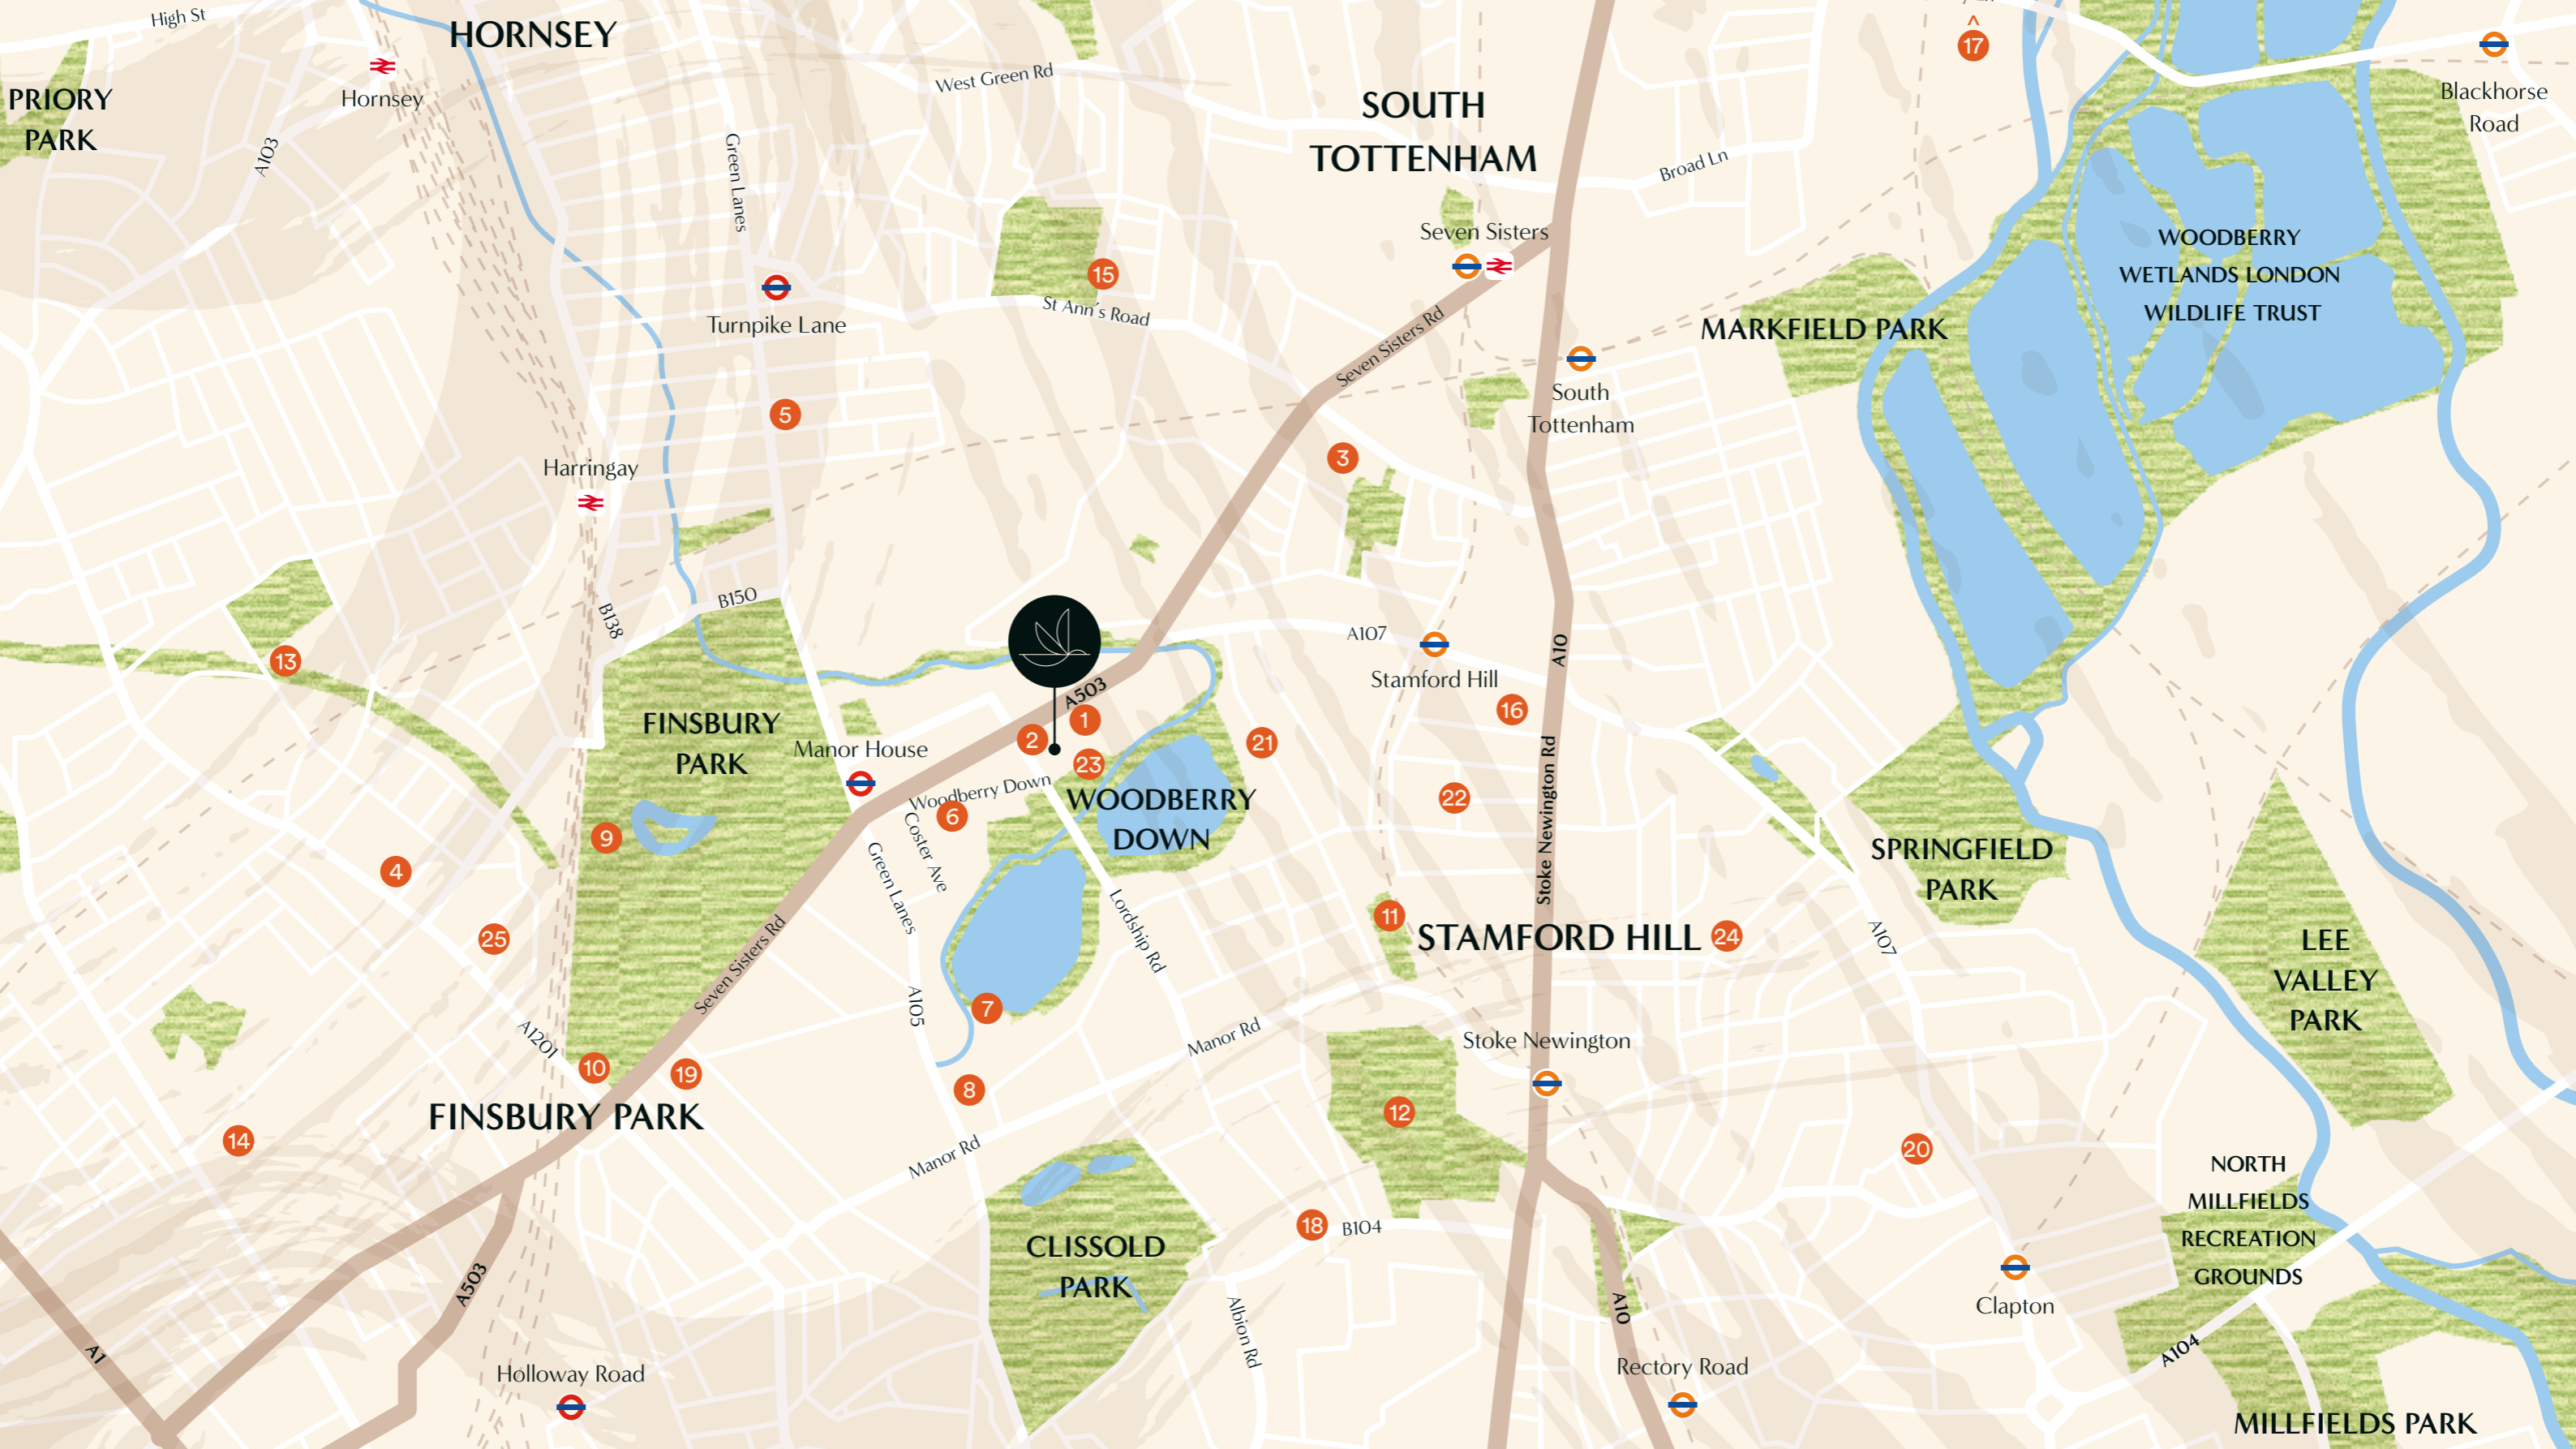 High St
HORNSEY
^
17
Hornsey
PRIORY
PARK
A103
West Green Rd
Green Lanes
SOUTH
TOTTENHAM
Broad Ln
Blackhorse
Road
Seven Sisters
15
St Ann's Road
Turnpike Lane
Seven Sisters Rd
WOODBERRY
WETLANDS LONDON
WILDLIFE TRUST
MARKFIELD PARK
South
Tottenham
5
3
Harringay
B150
B138
13
A107
Stamford Hill
A10
16
FINSBURY
PARK
Manor House
A503
1
2
23
21
22
Woodberry Down
6
WOODBERRY
DOWN
Coster Ave
Green Lanes
Stoke Newington Rd
9
4
25
Seven Sisters Rd
Lordship Rd
11
STAMFORD HILL
24
A107
SPRINGFIELD
PARK
LEE
VALLEY
PARK
A105
7
A1201
10
19
8
Manor Rd
Stoke Newington
12
FINSBURY PARK
14
Manor Rd
20
NORTH
MILLFIELDS
RECREATION
GROUNDS
18
B104
CLISSOLD
PARK
A503
A1
Albion Rd
A10
Clapton
A104
Holloway Road
Rectory Road
MILLFIELDS PARK